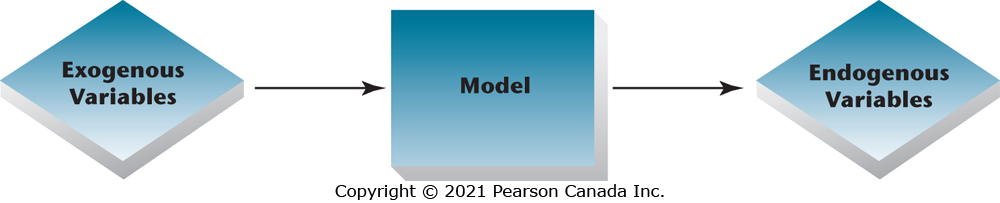 Exogenous
Variables
Model
Endogenous
Variables
Copyright © 2021 Pearson Canada Inc.